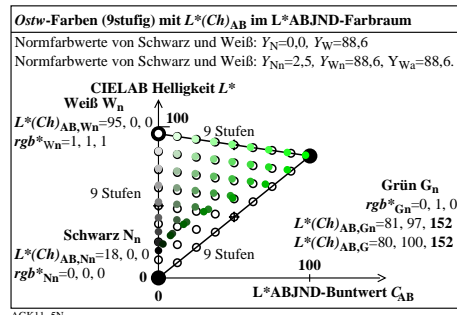 Ostw-Farben (9stufig) mit L*(Ch)AB im L*ABJND-Farbraum
Normfarbwerte von Schwarz und Weiß: YN=0,0, YW=88,6
Normfarbwerte von Schwarz und Weiß: YNn=2,5, YWn=88,6, YWa=88,6.
CIELAB Helligkeit L*
Weiß Wn
100
L*(Ch)AB,Wn=95, 0, 0
rgb*Wn=1, 1, 1
9 Stufen
9 Stufen
Grün Gn
rgb*Gn=0, 1, 0
L*(Ch)AB,Gn=81, 97, 152
L*(Ch)AB,G=80, 100, 152
Schwarz Nn
L*(Ch)AB,Nn=18, 0, 0
rgb*Nn=0, 0, 0
9 Stufen
0
100
0
L*ABJND-Buntwert CAB